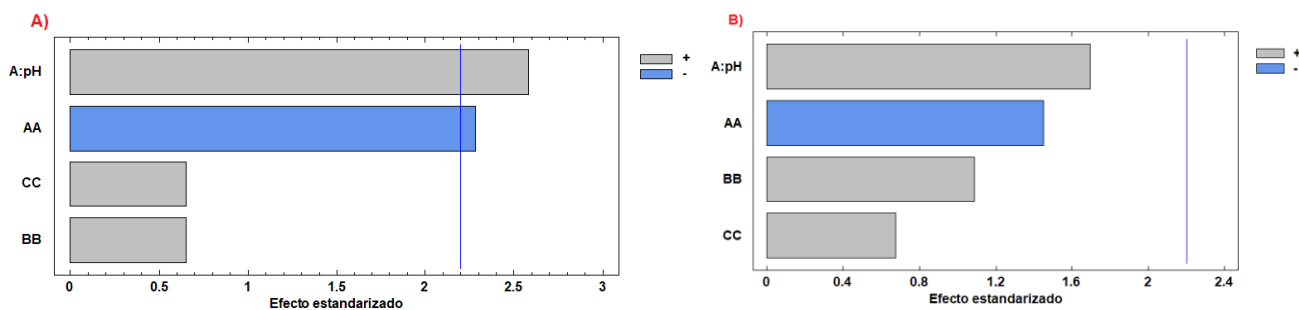 A)
A:pH
AA
CC
BB
0 0.5 1 1.5 2 2.5 3
Efecto estandarizado
+
-
B)
A:pH
AA
BB
CC
0 0.4 0.8 1.2 1.6 2 2.4
Efecto estandarizado
+
-